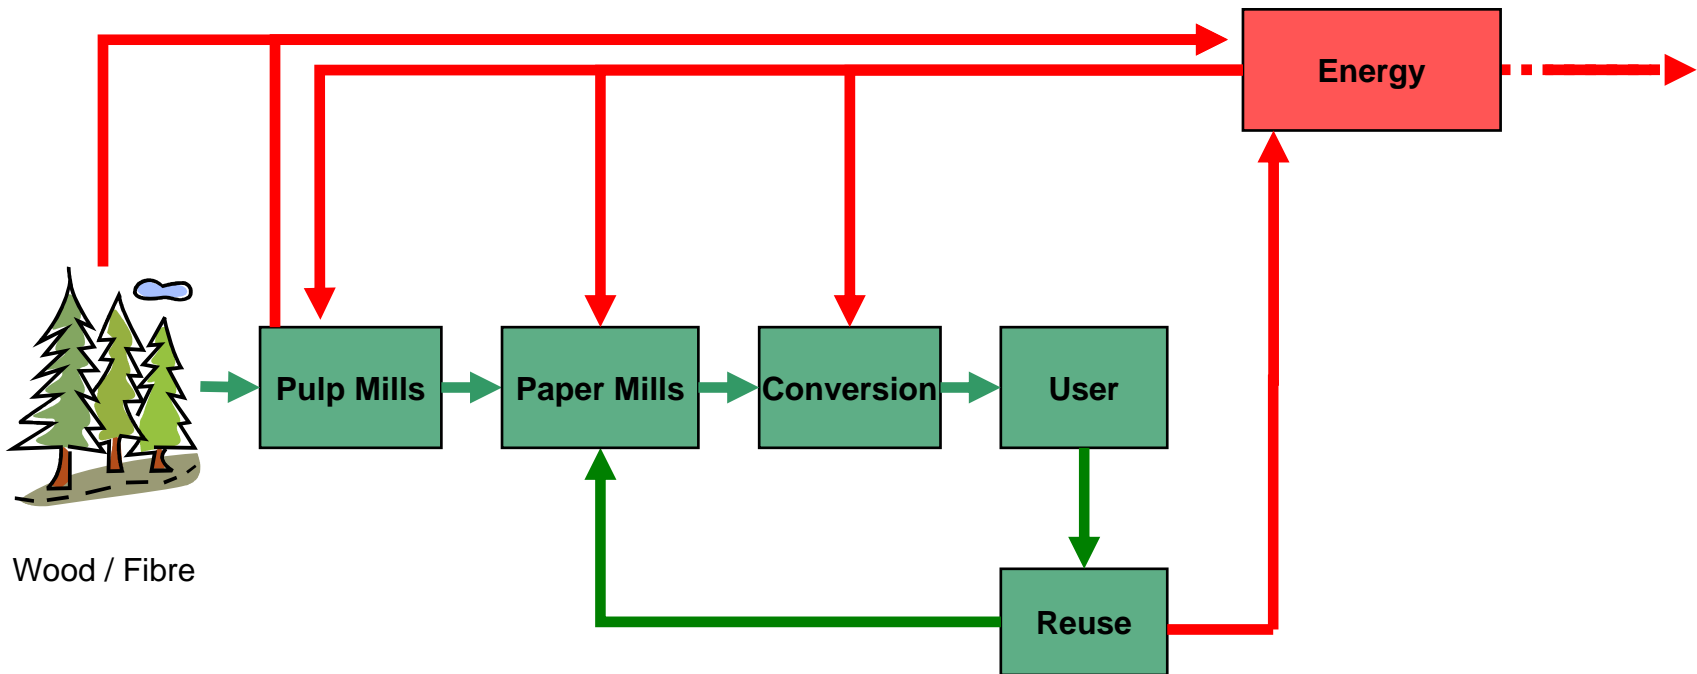 Energy
Pulp Mills
Paper Mills
Conversion
User
Wood / Fibre
Reuse